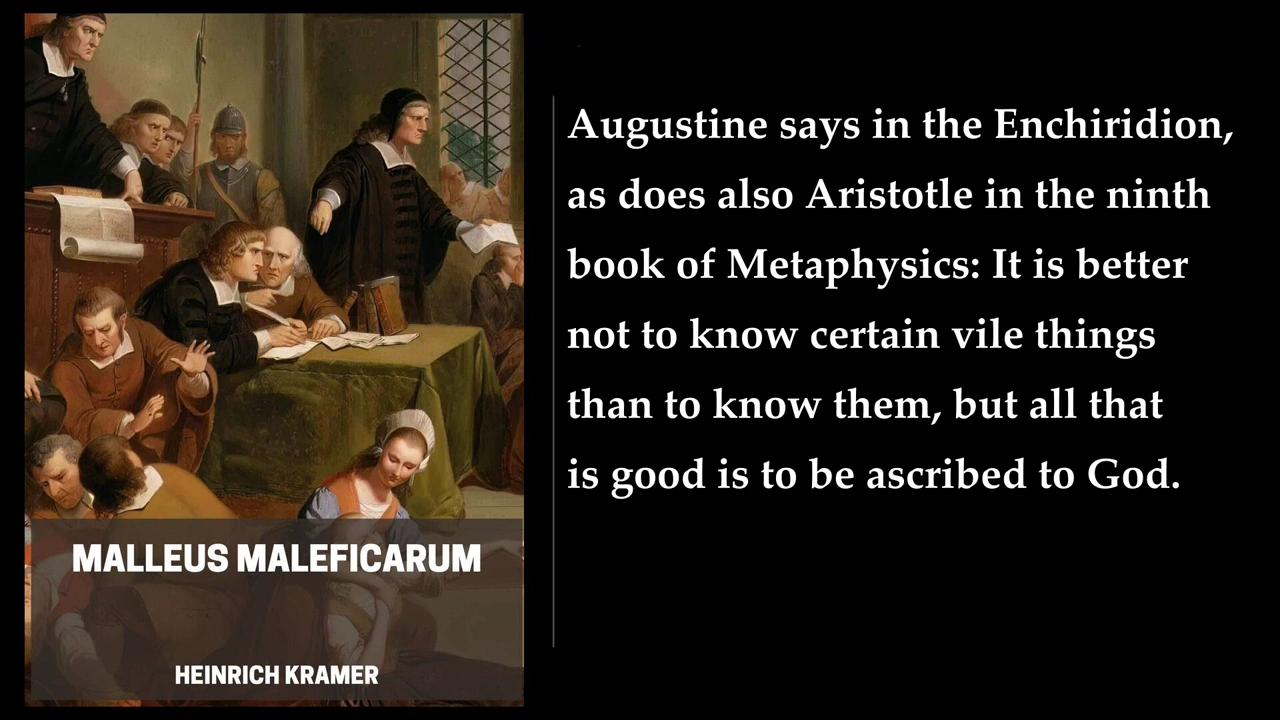 MALLEUS MALEFICARUM
HEINRICH KRAMER
Augustine says in the Enchiridion,
as does also Aristotle in the ninth
book of Metaphysics: It is better
not to know certain vile things
than to know them, but all that
is good is to be ascribed to God.